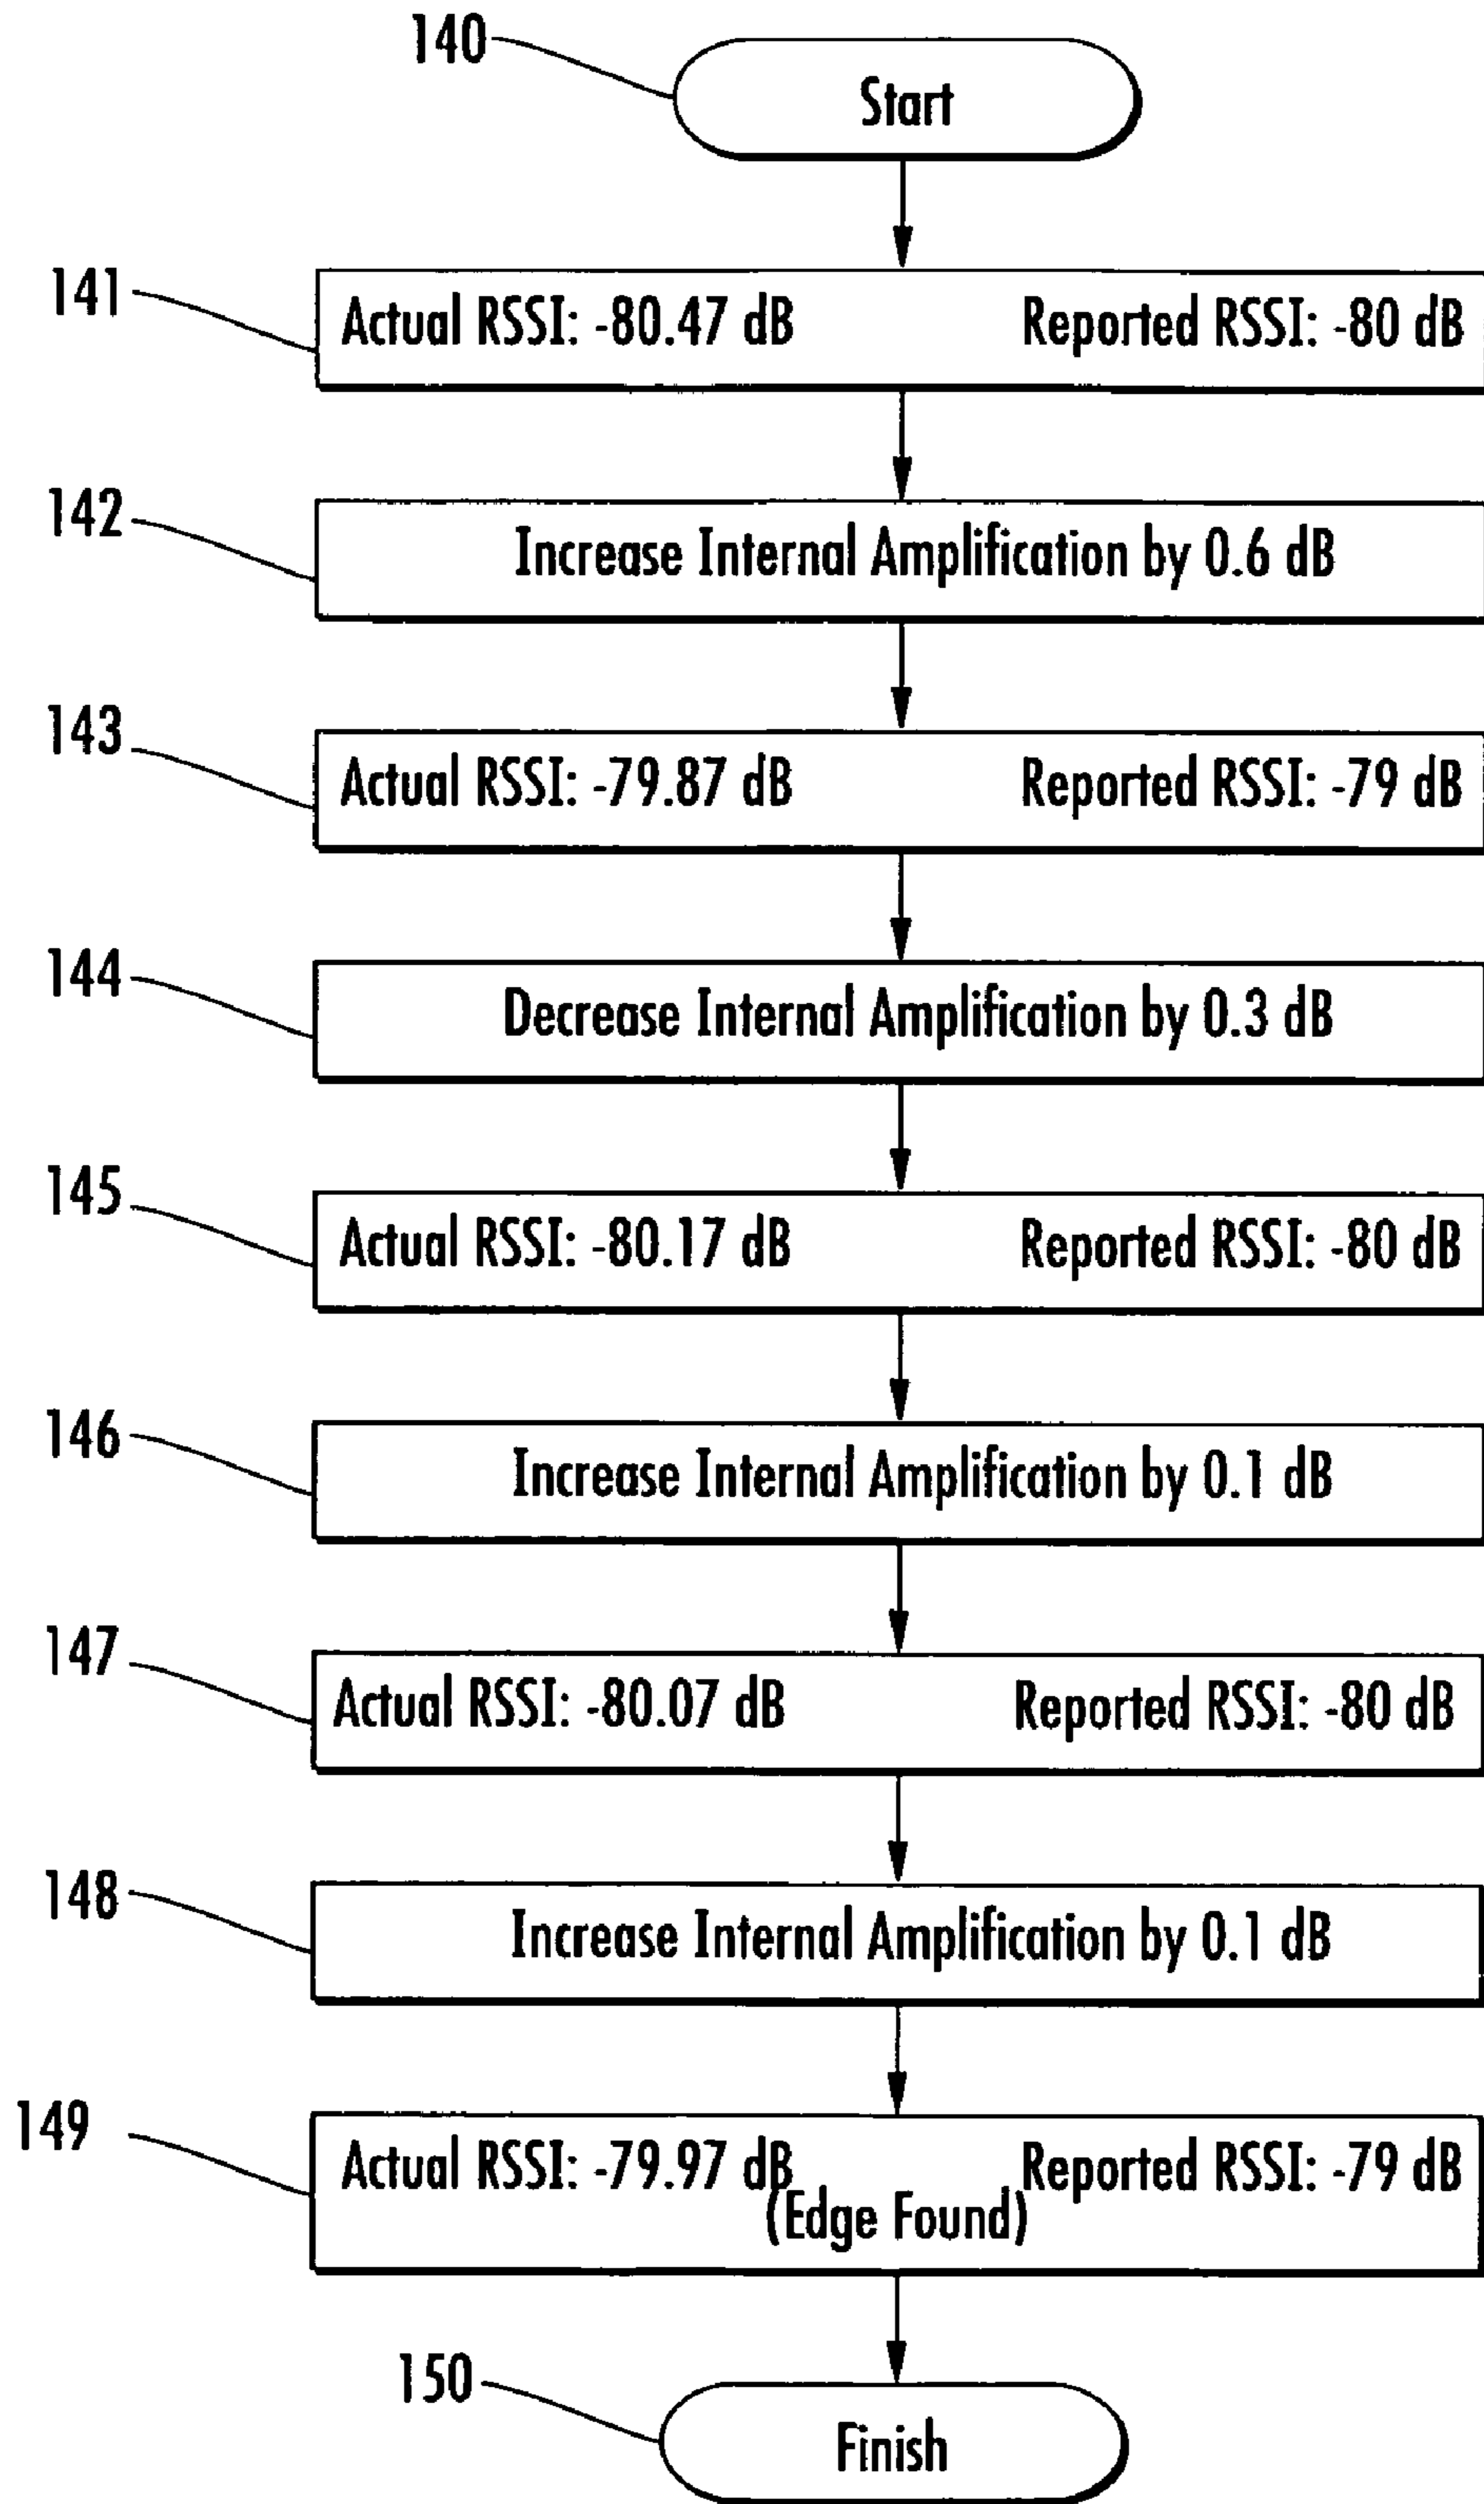 140
Start
141
Actual RSSI: -80.47 dB Reported RSSI: -80 dB
142
Increase Internal Amplification by 0.6 dB
143
Actual RSSI: -79.87 dB Reported RSSI: -79 dB
144
Decrease Internal Amplification by 0.3 dB
145
Actual RSSI: -80.17 dB Reported RSSI: -80 dB
146
Increase Internal Amplification by 0.1 dB
147
Actual RSSI: -80.07 dB Reported RSSI: -80 dB
148
Increase Internal Amplification by 0.1 dB
149
Actual RSSI: -79.97 dB Reported RSSI: -79 dB
(Edge Found)
150
Finish